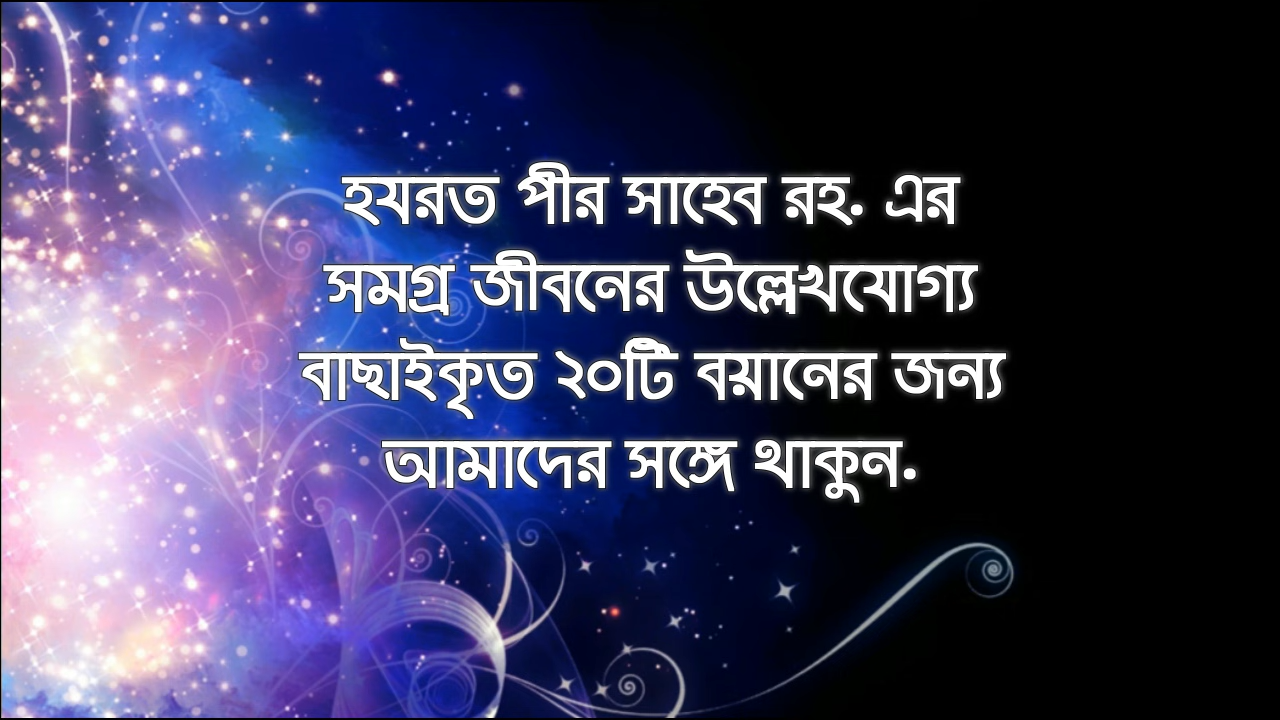 হযরত পীর সাহেব রহ. এর
সমগ্র জীবনের উল্লেখযোগ্য
বাছাইকৃত ২০টি বয়ানের জন্য
আমাদের সঙ্গে থাকুন.